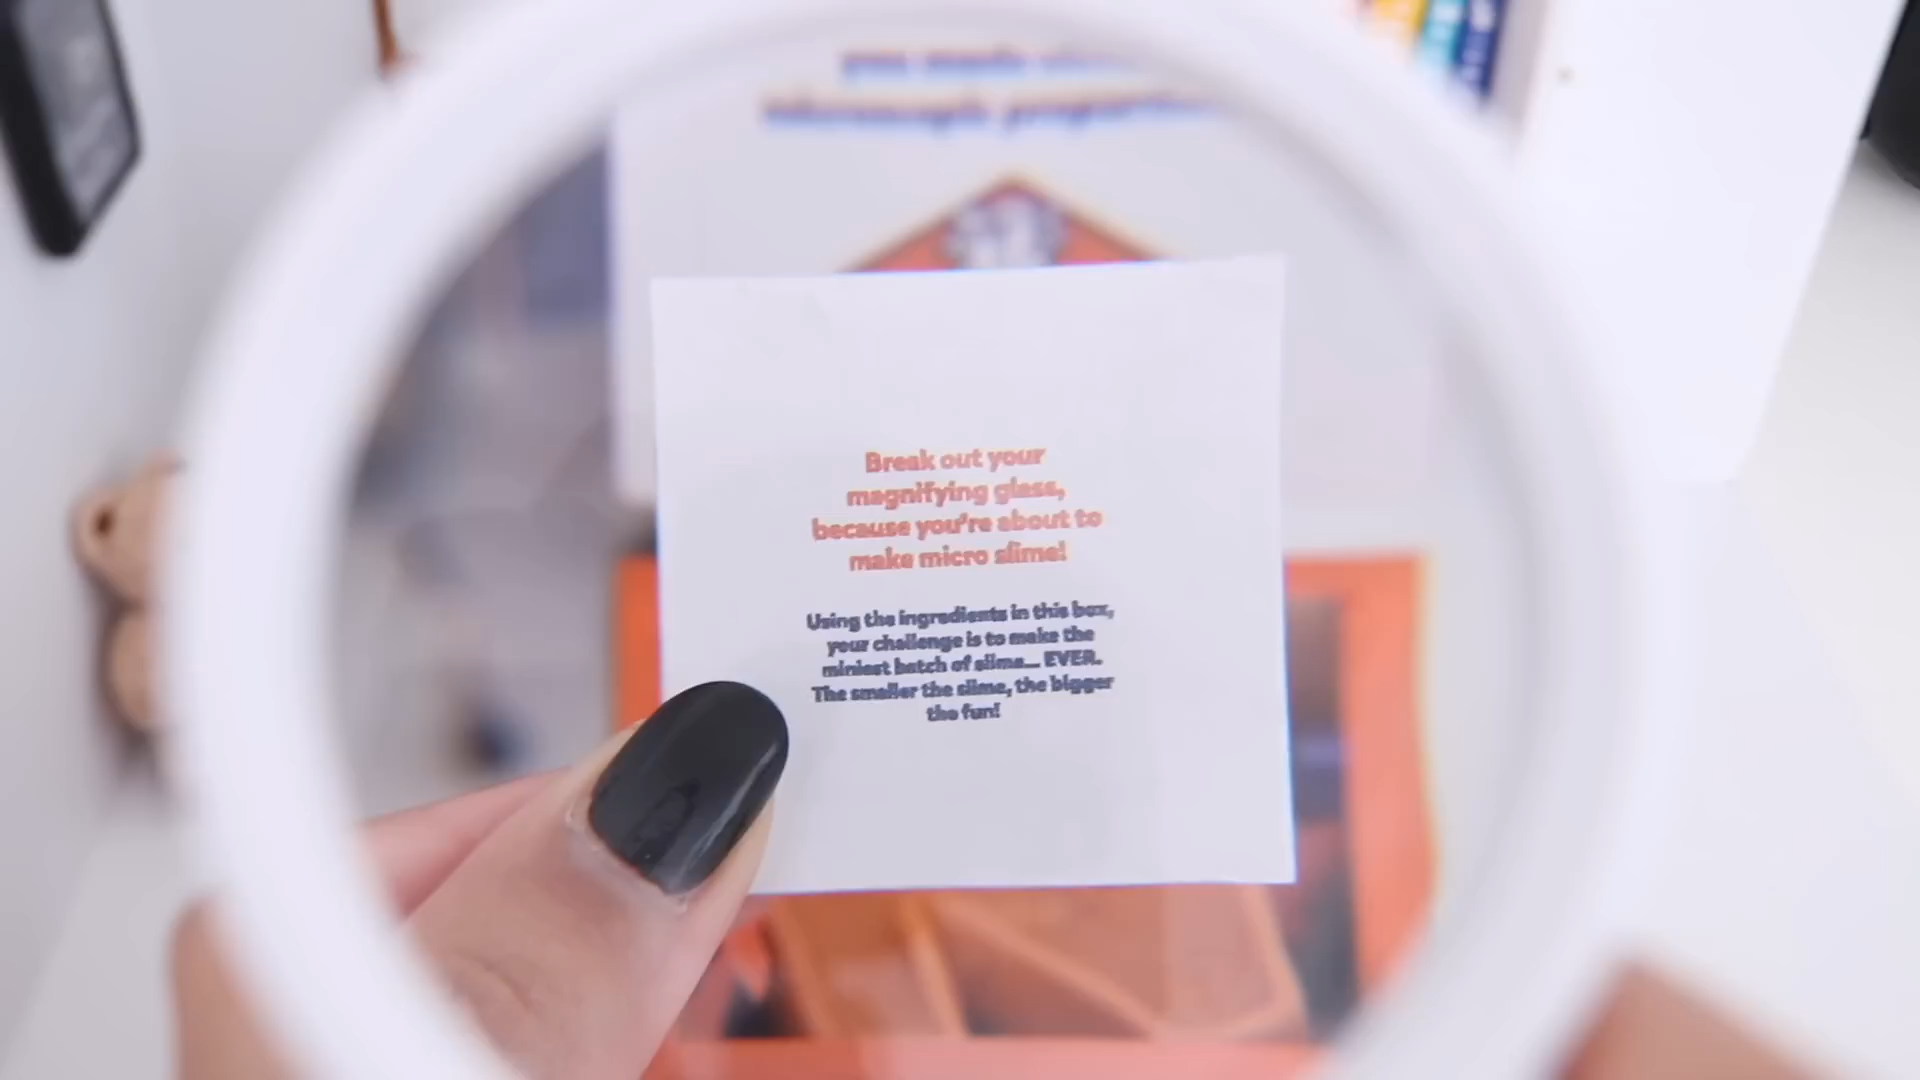 Break out your
magnifying glass,
because you're about to
make micro slime!
Using the ingredients in this box,
your challenge is to make the
miniest batch of slime... EVER.
The smaller the slime, the bigger
the fun!